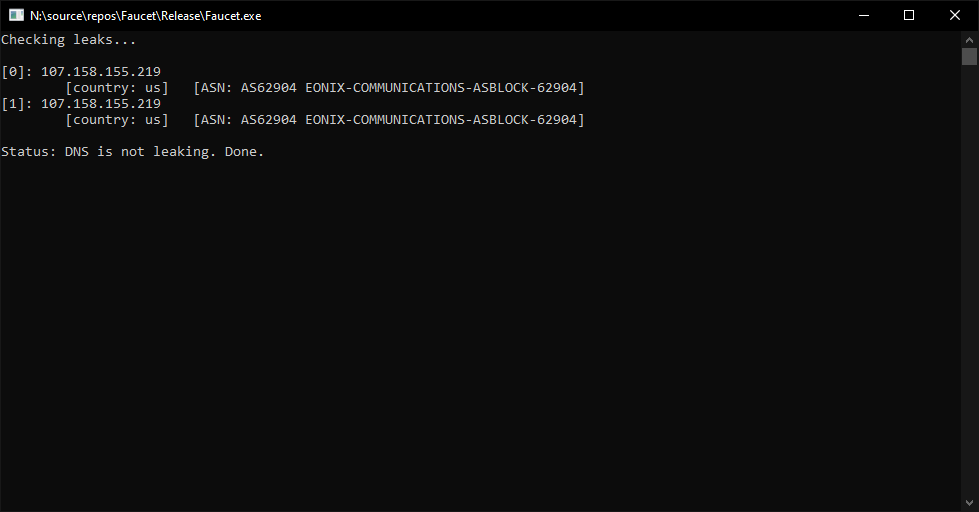 N:\source\repos\Faucet\Release\Faucet.exe
Checking leaks...
[0]: 107.158.155.219
[country: us] [ASN: AS62904 EONIX-COMMUNICATIONS-ASBLOCK-62904]
[1]: 107.158.155.219
[country: us] [ASN: AS62904 EONIX-COMMUNICATIONS-ASBLOCK-62904]
Status: DNS is not leaking. Done.